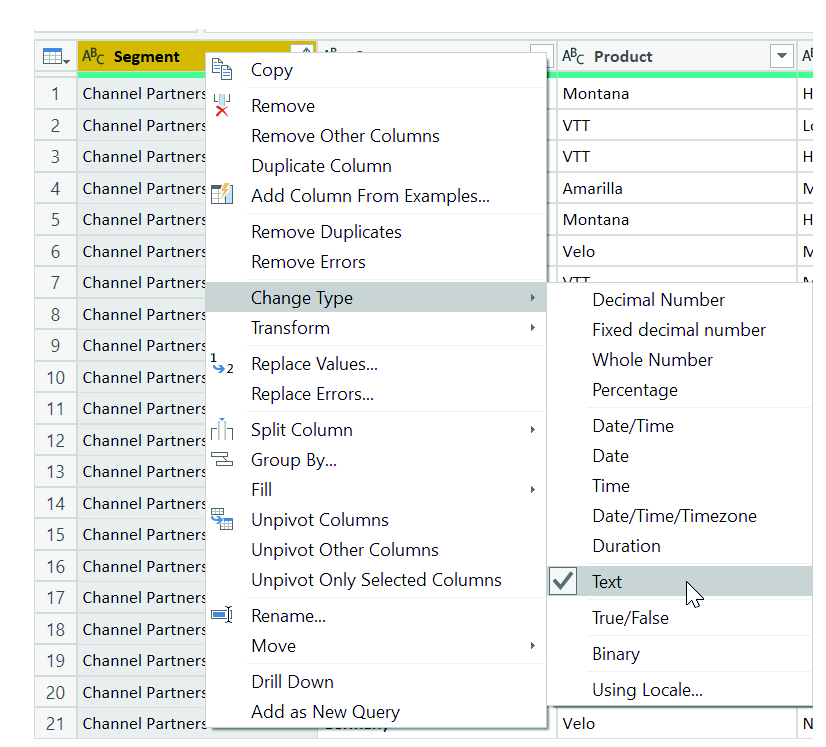 ABC Segment
ABC Product
1 Channel Partners Montana
2 Channel Partners VTT
3 Channel Partners VTT
4 Channel Partners Amarilla
5 Channel Partners Montana
6 Channel Partners Velo
7 Channel Partners VTT
8 Channel Partners
9 Channel Partners
10 Channel Partners
11 Channel Partners
12 Channel Partners
13 Channel Partners
14 Channel Partners
15 Channel Partners
16 Channel Partners
17 Channel Partners
18 Channel Partners
19 Channel Partners
20 Channel Partners
21 Channel Partners Germany Velo
Copy
Remove
Remove Other Columns
Duplicate Column
Add Column From Examples...
Remove Duplicates
Remove Errors
Change Type
Transform
1 2 Replace Values...
Replace Errors...
Split Column
Group By...
Fill
Unpivot Columns
Unpivot Other Columns
Unpivot Only Selected Columns
Rename...
Move
Drill Down
Add as New Query
Decimal Number
Fixed decimal number
Whole Number
Percentage
Date/Time
Date
Time
Date/Time/Timezone
Duration
Text
True/False
Binary
Using Locale...